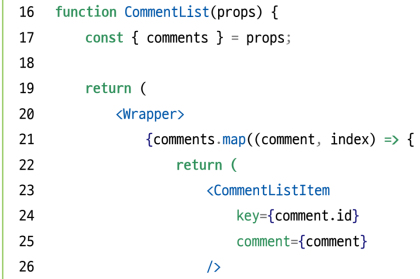 16 function CommentList(props) {
17     const { comments } = props;
18
19     return (
20         <Wrapper>
21             {comments.map((comment, index) => {
22                 return (
23                     <CommentListItem
24                         key={comment.id}
25                         comment={comment}
26                     />